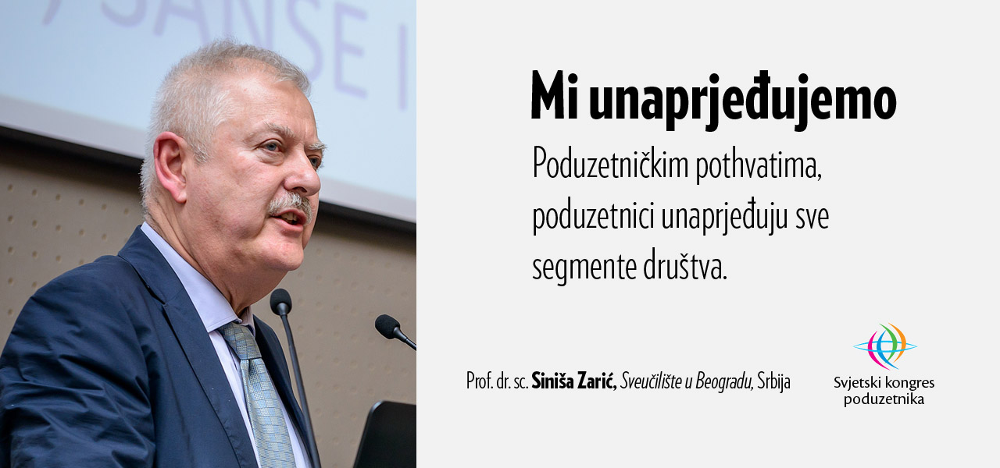 , ŠANSE I
Mi unaprjeđujemo
Poduzetničkim pothvatima,
poduzetnici unaprjeđuju sve
segmente društva.
Prof. dr. sc. Siniša Zarić, Sveučilište u Beogradu, Srbija
Svjetski kongres
poduzetnika